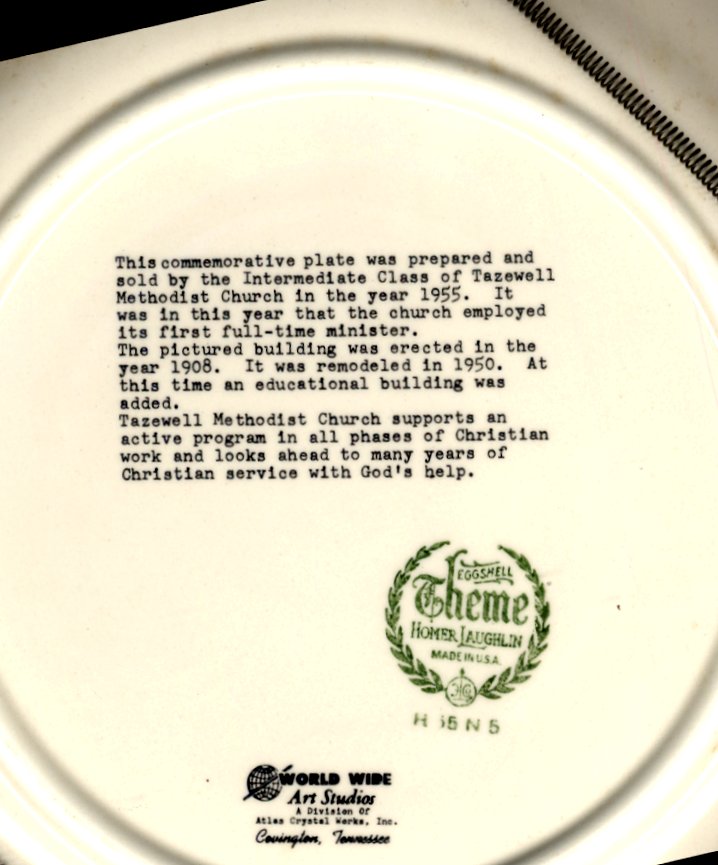 This commemorative plate was prepared and
sold by the Intermediate Class of Tazewell
Methodist Church in the year 1955. It
was in this year that the church employed
its first full-time minister.
The pictured building was erected in the
year 1908. It was remodeled in 1950. At
this time an educational building was
added.
Tazewell Methodist Church supports an
active program in all phases of Christian
work and looks ahead to many years of
Christian service with God's help.
EGGSHELL
Theme
HOMER LAUGHLIN
MADE IN U.S.A.
HLC
H 55 N 5
WORLD WIDE
Art Studios
A Division Of
Atlas Crystal Works, Inc.
Covington, Tennessee